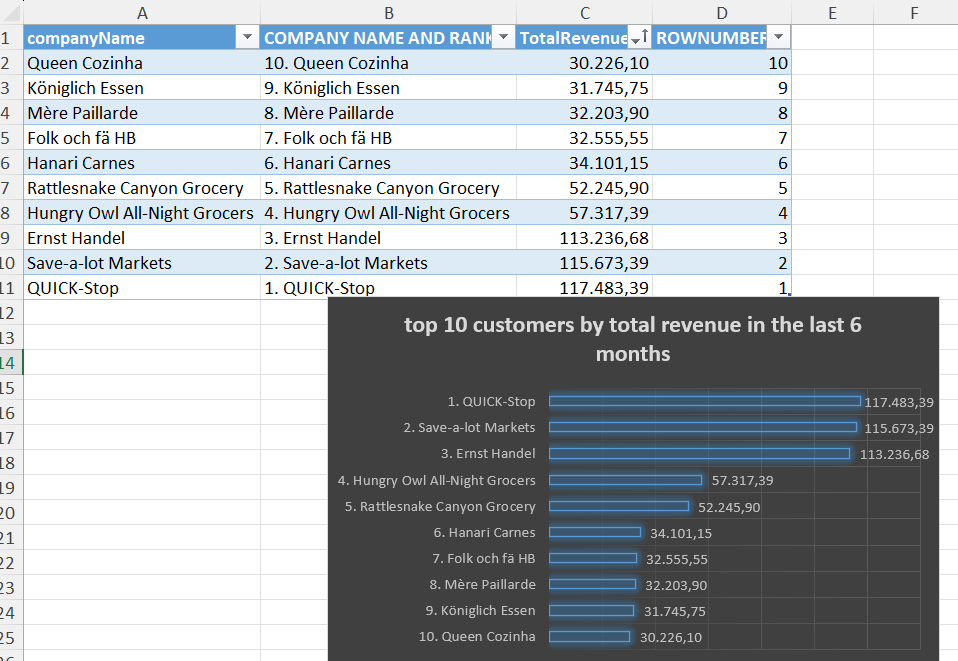 A B C D E F
1 companyName COMPANY NAME AND RANK TotalRevenue ROWNUMBER
2 Queen Cozinha 10. Queen Cozinha 30.226,10 10
3 Königlich Essen 9. Königlich Essen 31.745,75 9
4 Mère Paillarde 8. Mère Paillarde 32.203,90 8
5 Folk och fä HB 7. Folk och fä HB 32.555,55 7
6 Hanari Carnes 6. Hanari Carnes 34.101,15 6
7 Rattlesnake Canyon Grocery 5. Rattlesnake Canyon Grocery 52.245,90 5
8 Hungry Owl All-Night Grocers 4. Hungry Owl All-Night Grocers 57.317,39 4
9 Ernst Handel 3. Ernst Handel 113.236,68 3
10 Save-a-lot Markets 2. Save-a-lot Markets 115.673,39 2
11 QUICK-Stop 1. QUICK-Stop 117.483,39 1
12
13
14
15
16
17
18
19
20
21
22
23
24
25
top 10 customers by total revenue in the last 6
months
1. QUICK-Stop 117.483,39
2. Save-a-lot Markets 115.673,39
3. Ernst Handel 113.236,68
4. Hungry Owl All-Night Grocers 57.317,39
5. Rattlesnake Canyon Grocery 52.245,90
6. Hanari Carnes 34.101,15
7. Folk och fä HB 32.555,55
8. Mère Paillarde 32.203,90
9. Königlich Essen 31.745,75
10. Queen Cozinha 30.226,10